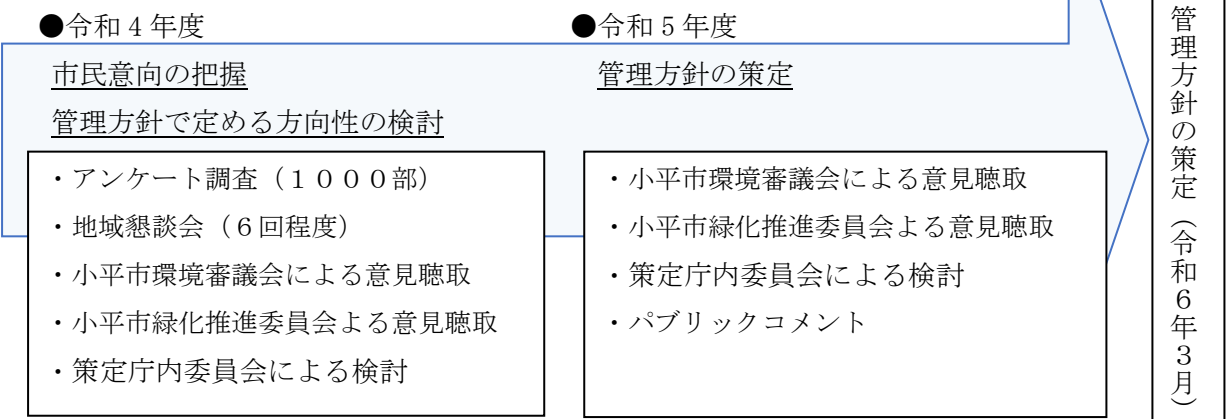 ●令和４年度
市民意向の把握
管理方針で定める方向性の検討
・アンケート調査（１０００部）
・地域懇談会（６回程度）
・小平市環境審議会による意見聴取
・小平市緑化推進委員会よる意見聴取
・策定庁内委員会による検討
●令和５年度
管理方針の策定
・小平市環境審議会による意見聴取
・小平市緑化推進委員会よる意見聴取
・策定庁内委員会による検討
・パブリックコメント
管理方針の策定（令和６年３月）